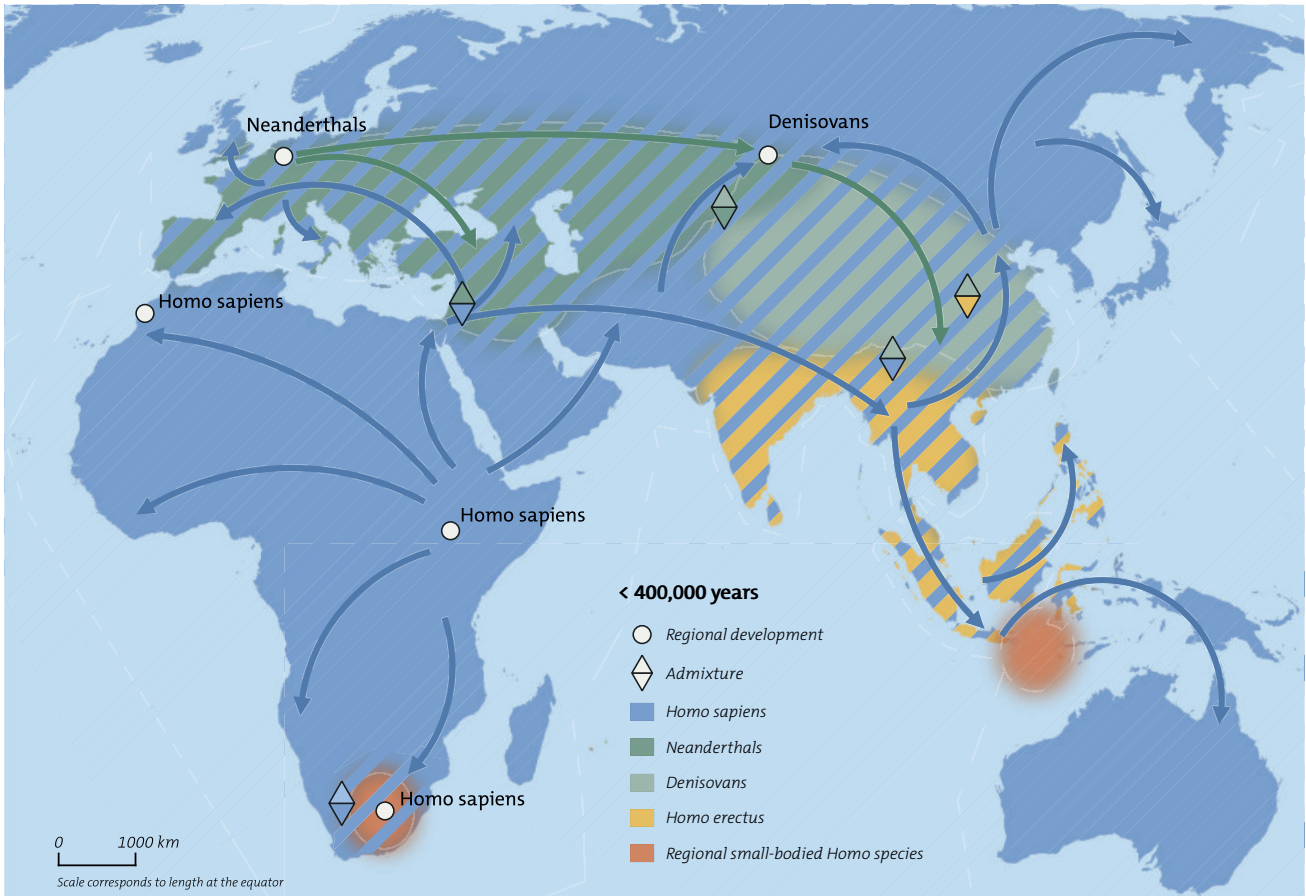 Neanderthals
Denisovans
Homo sapiens
Homo sapiens
< 400,000 years
Regional development
Admixture
Homo sapiens
Neanderthals
Denisovans
Homo erectus
Regional small-bodied Homo species
Homo sapiens
0 1000 km
Scale corresponds to length at the equator